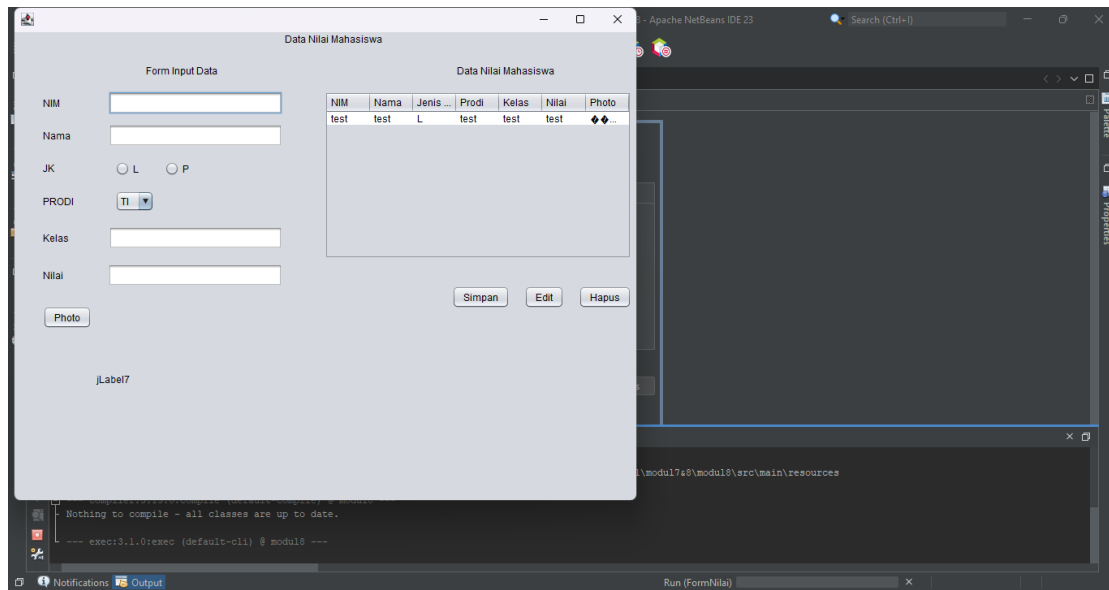 8 - Apache NetBeans IDE 23
Search (Ctrl+I)
Data Nilai Mahasiswa
Form Input Data
Data Nilai Mahasiswa
NIM
NIM Nama Jenis ... Prodi Kelas Nilai Photo
test test L test test test ��...
Nama
JK L P
PRODI TI
Kelas
Nilai
Simpan Edit Hapus
Photo
jLabel7
Palette
Properties
\modul7&8\modul8\src\main\resources
Nothing to compile - all classes are up to date.
--- exec:3.1.0:exec (default-cli) @ modul8 ---
Notifications Output Run (FormNilai)